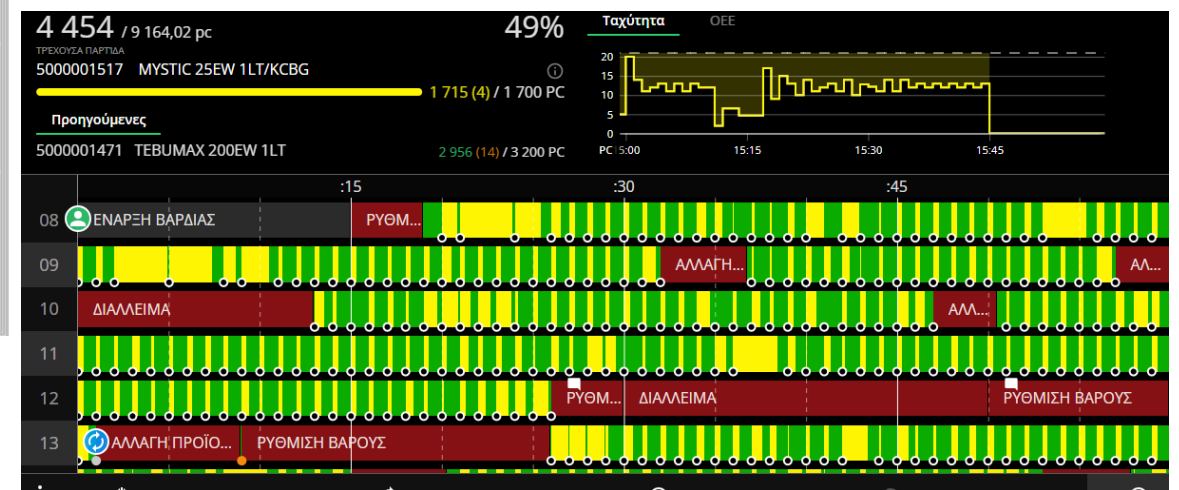 4 454 / 9 164,02 pc 49%
ΤΡΕΧΟΥΣΑ ΠΑΡΤΙΔΑ
5000001517 MYSTIC 25EW 1LT/KCBG
1 715 (4) / 1 700 PC
Προηγούμενες
5000001471 TEBUMAX 200EW 1LT 2 956 (14) / 3 200 PC
Ταχύτητα OEE
20
15
10
5
0
PC 15:00 15:15 15:30 15:45
:15 :30 :45
08 ΕΝΑΡΞΗ ΒΑΡΔΙΑΣ ΡΥΘΜ...
09 ΑΛΛΑΓΗ... ΑΛ...
10 ΔΙΑΛΛΕΙΜΑ ΑΛΛ...
11
12 ΡΥΘΜ... ΔΙΑΛΛΕΙΜΑ ΡΥΘΜΙΣΗ ΒΑΡΟΥΣ
13 ΑΛΛΑΓΗ ΠΡΟΪΟ... ΡΥΘΜΙΣΗ ΒΑΡΟΥΣ